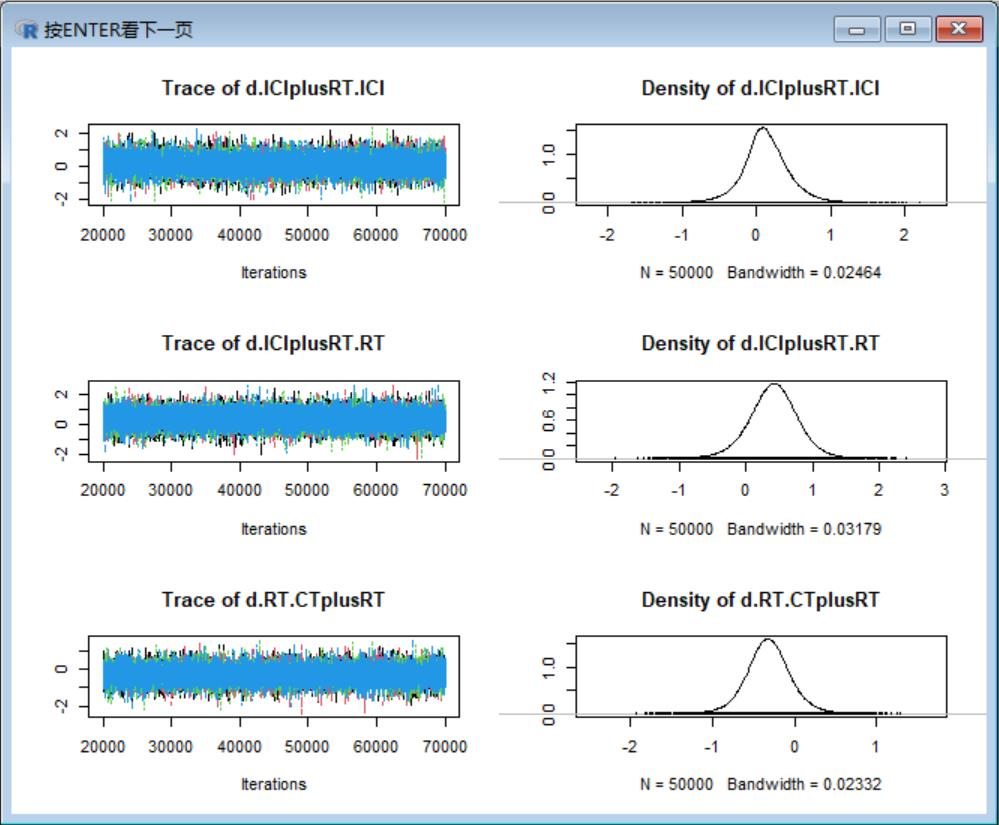 按ENTER看下一页
Trace of d.ICIplusRT.ICI
-2 0 2
20000 30000 40000 50000 60000 70000
Iterations
Density of d.ICIplusRT.ICI
0.0 1.0
-2 -1 0 1 2
N = 50000 Bandwidth = 0.02464
Trace of d.ICIplusRT.RT
-2 0 2
20000 30000 40000 50000 60000 70000
Iterations
Density of d.ICIplusRT.RT
0.0 0.6 1.2
-2 -1 0 1 2 3
N = 50000 Bandwidth = 0.03179
Trace of d.RT.CTplusRT
-2 0
20000 30000 40000 50000 60000 70000
Iterations
Density of d.RT.CTplusRT
0.0 1.0
-2 -1 0 1
N = 50000 Bandwidth = 0.02332